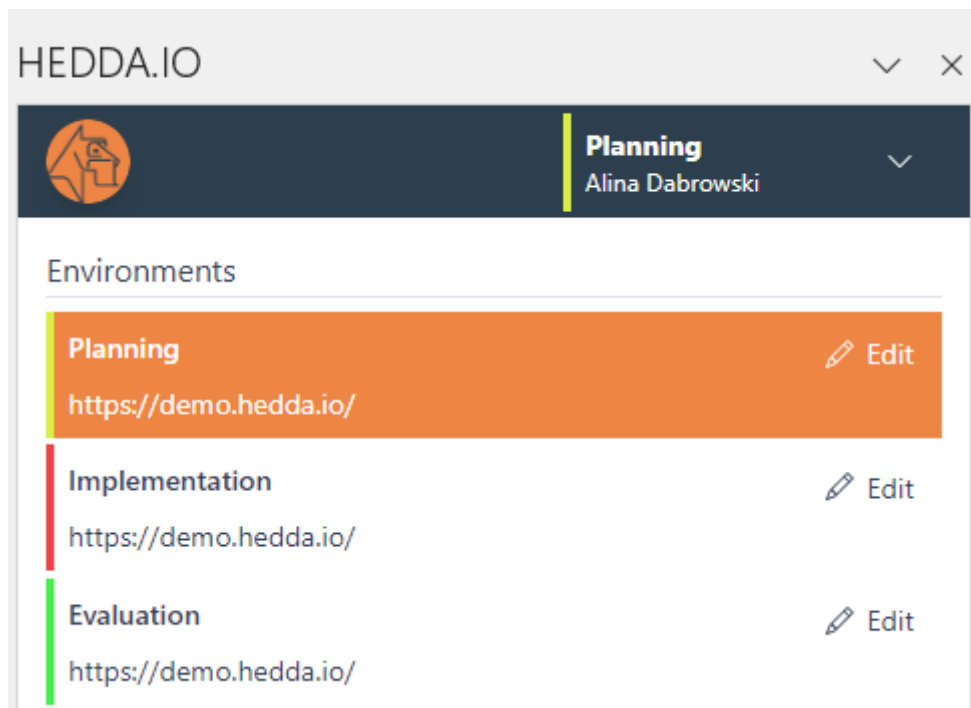 HEDDA.IO
Planning
Alina Dabrowski
Environments
Planning
Edit
https://demo.hedda.io/
Implementation
Edit
https://demo.hedda.io/
Evaluation
Edit
https://demo.hedda.io/